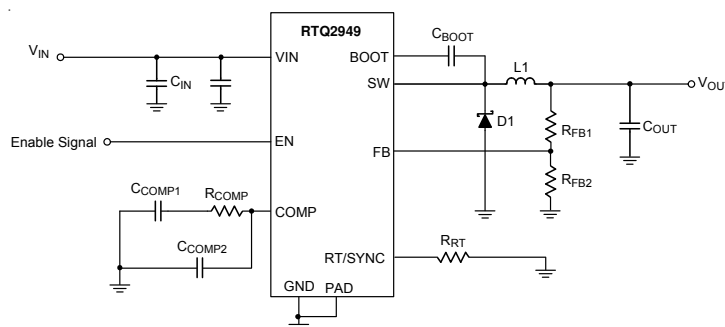 RTQ2949
VIN
VIN
CIN
BOOT
CBOOT
SW
L1
VOU
D1
RFB1
COUT
Enable Signal
EN
FB
RFB2
CCOMP1
RCOMP
COMP
CCOMP2
RT/SYNC
RRT
GND
PAD